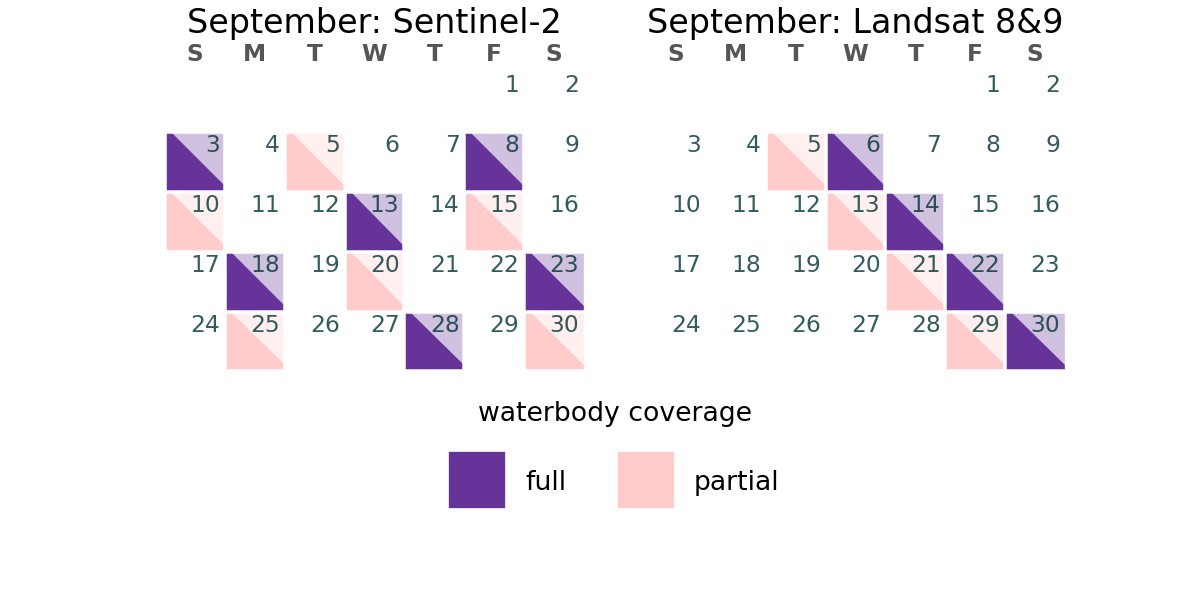 September: Sentinel-2
S M T W T F S
1 2
3 4 5 6 7 8 9
10 11 12 13 14 15 16
17 18 19 20 21 22 23
24 25 26 27 28 29 30
September: Landsat 8&9
S M T W T F S
1 2
3 4 5 6 7 8 9
10 11 12 13 14 15 16
17 18 19 20 21 22 23
24 25 26 27 28 29 30
waterbody coverage
full
partial